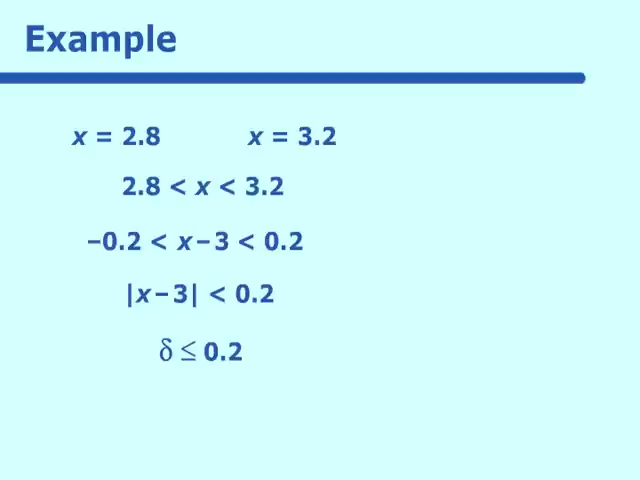 Example
x = 2.8 x = 3.2
2.8 < x < 3.2
–0.2 < x – 3 < 0.2
|x – 3| < 0.2
δ ≤ 0.2